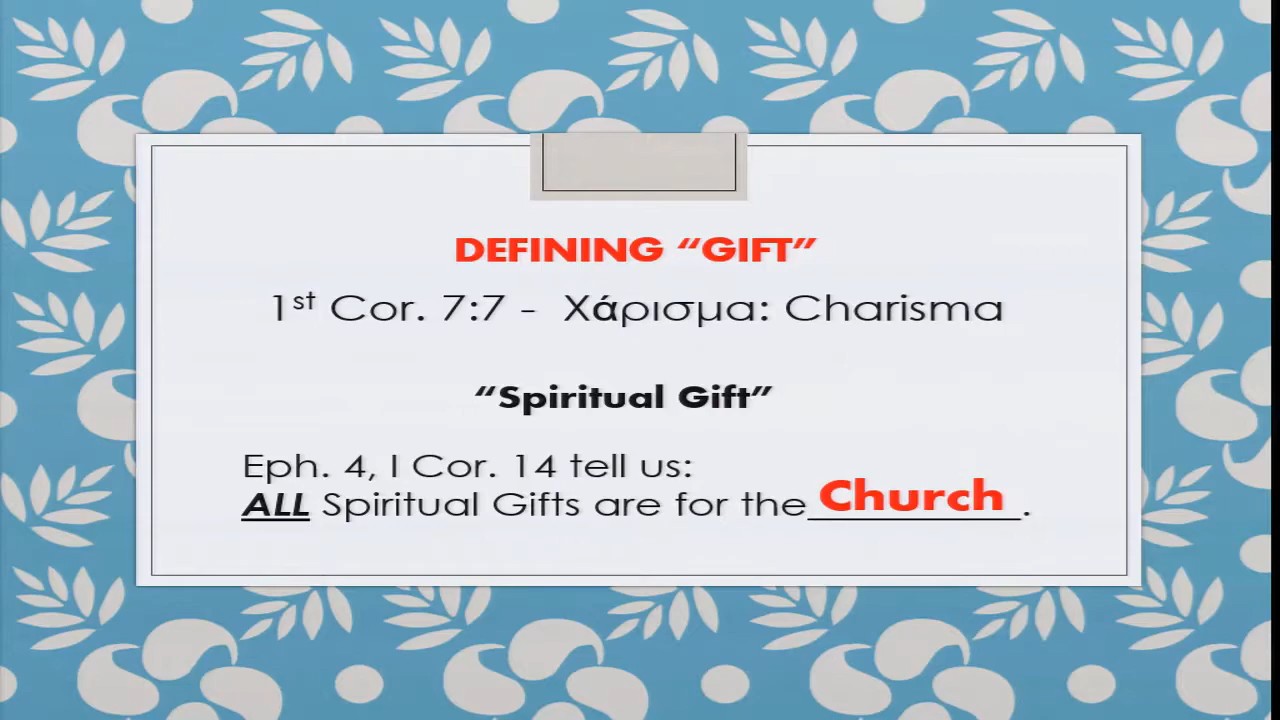 DEFINING “GIFT”
1st Cor. 7:7 - Χάρισμα: Charisma
“Spiritual Gift”
Eph. 4, I Cor. 14 tell us:
ALL Spiritual Gifts are for the Church.